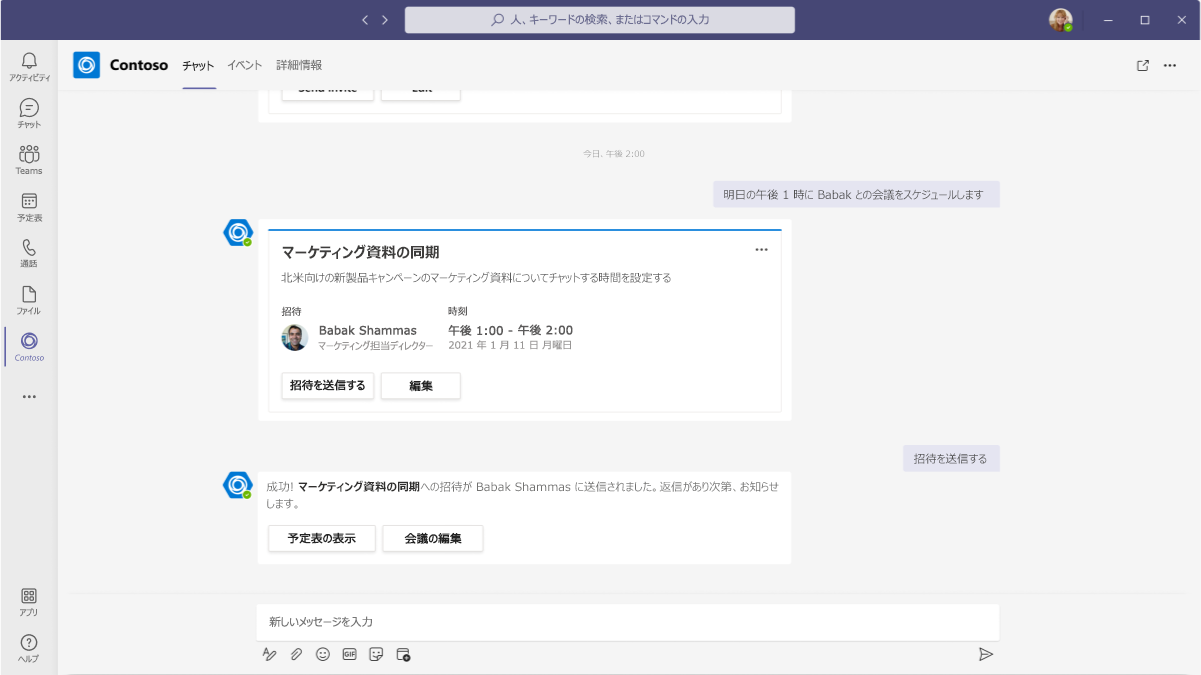 人、キーワードの検索、またはコマンドの入力
アクティビティ
チャット
Teams
予定表
通話
ファイル
Contoso
アプリ
ヘルプ
Contoso チャット イベント 詳細情報
Send invite Edit
今日、午後 2:00
明日の午後 1 時に Babak との会議をスケジュールします
マーケティング資料の同期
北米向けの新製品キャンペーンのマーケティング資料についてチャットする時間を設定する
招待 時刻
Babak Shammas 午後 1:00 - 午後 2:00
マーケティング担当ディレクター 2021 年 1 月 11 日 月曜日
招待を送信する 編集
招待を送信する
成功! マーケティング資料の同期への招待が Babak Shammas に送信されました。返信があり次第、お知らせ
します。
予定表の表示 会議の編集
新しいメッセージを入力
GIF